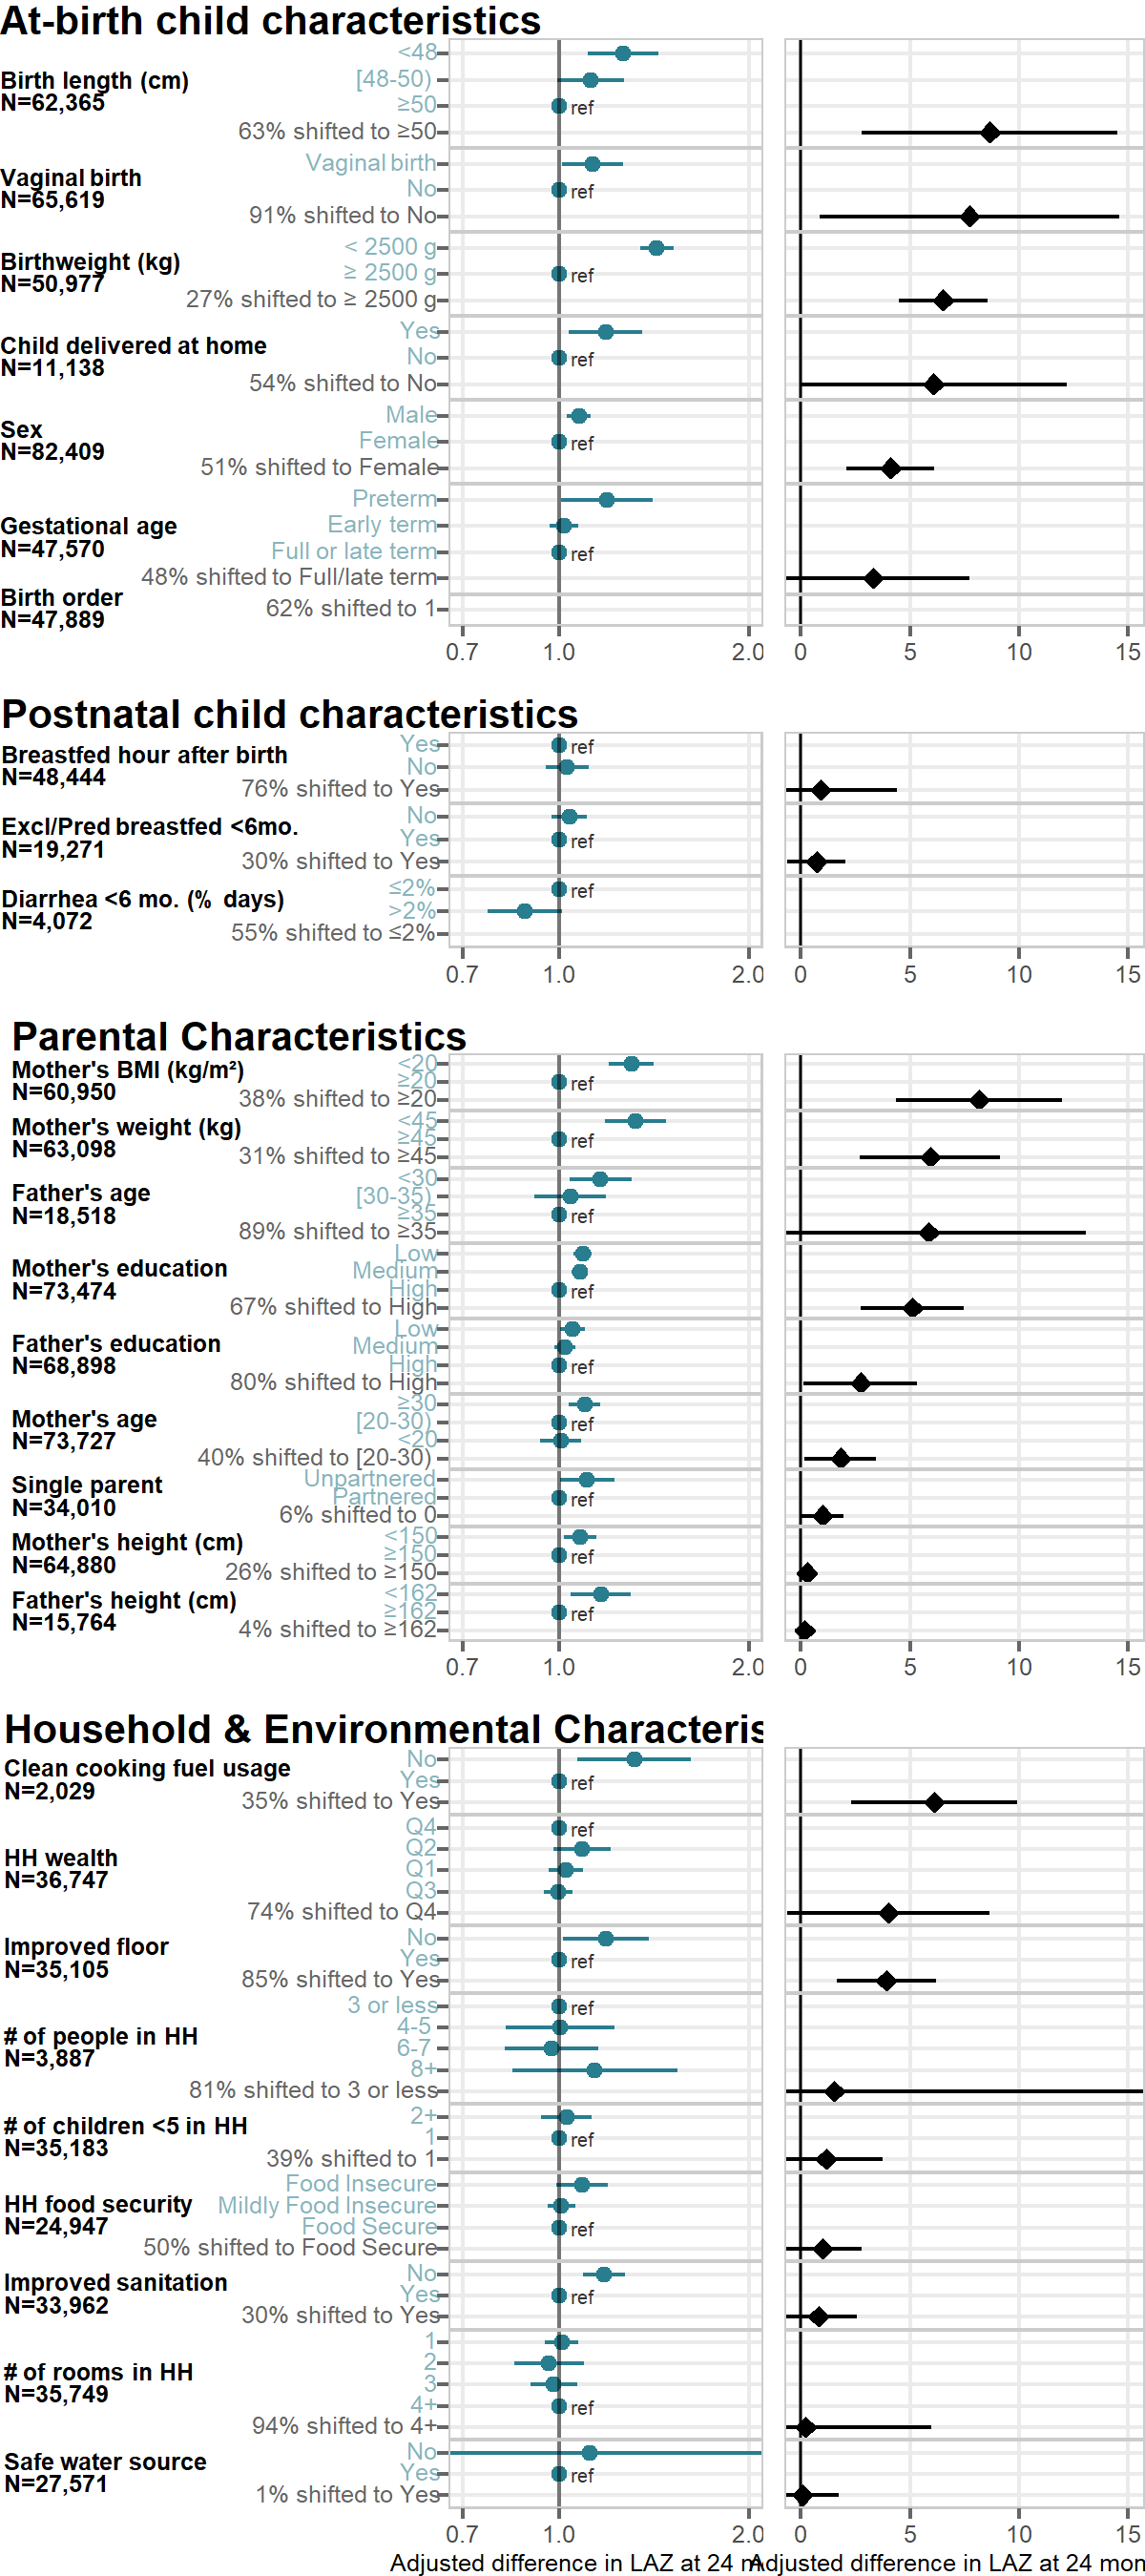 At-birth child characteristics
Birth length (cm)
N=62,365
<48
[48-50)
≥50
ref
63% shifted to ≥50
Vaginal birth
N=65,619
Vaginal birth
No
ref
91% shifted to No
Birthweight (kg)
N=50,977
< 2500 g
≥ 2500 g
ref
27% shifted to ≥ 2500 g
Child delivered at home
N=11,138
Yes
No
ref
54% shifted to No
Sex
N=82,409
Male
Female
ref
51% shifted to Female
Gestational age
N=47,570
Preterm
Early term
Full or late term
ref
48% shifted to Full/late term
Birth order
N=47,889
62% shifted to 1
0.7 1.0 2.0 0 5 10 15
Postnatal child characteristics
Breastfed hour after birth
N=48,444
Yes
ref
No
76% shifted to Yes
Excl/Pred breastfed <6mo.
N=19,271
No
Yes
ref
30% shifted to Yes
Diarrhea <6 mo. (% days)
N=4,072
≤2%
ref
>2%
55% shifted to ≤2%
0.7 1.0 2.0 0 5 10 15
Parental Characteristics
Mother's BMI (kg/m²)
N=60,950
<20
≥20
ref
38% shifted to ≥20
Mother's weight (kg)
N=63,098
<45
≥45
ref
31% shifted to ≥45
Father's age
N=18,518
<30
[30-35)
≥35
ref
89% shifted to ≥35
Mother's education
N=73,474
Low
Medium
High
ref
67% shifted to High
Father's education
N=68,898
Low
Medium
High
ref
80% shifted to High
Mother's age
N=73,727
≥30
[20-30)
ref
<20
40% shifted to [20-30)
Single parent
N=34,010
Unpartnered
Partnered
ref
6% shifted to 0
Mother's height (cm)
N=64,880
<150
≥150
ref
26% shifted to ≥150
Father's height (cm)
N=15,764
<162
≥162
ref
4% shifted to ≥162
0.7 1.0 2.0 0 5 10 15
Household & Environmental Characteris
Clean cooking fuel usage
N=2,029
No
Yes
ref
35% shifted to Yes
HH wealth
N=36,747
Q4
ref
Q2
Q1
Q3
74% shifted to Q4
Improved floor
N=35,105
No
Yes
ref
85% shifted to Yes
# of people in HH
N=3,887
3 or less
ref
4-5
6-7
8+
81% shifted to 3 or less
# of children <5 in HH
N=35,183
2+
1
ref
39% shifted to 1
HH food security
N=24,947
Food Insecure
Mildly Food Insecure
Food Secure
ref
50% shifted to Food Secure
Improved sanitation
N=33,962
No
Yes
ref
30% shifted to Yes
# of rooms in HH
N=35,749
1
2
3
4+
ref
94% shifted to 4+
Safe water source
N=27,571
No
Yes
ref
1% shifted to Yes
0.7 1.0 2.0 0 5 10 15
Adjusted difference in LAZ at 24 m
Adjusted difference in LAZ at 24 mon